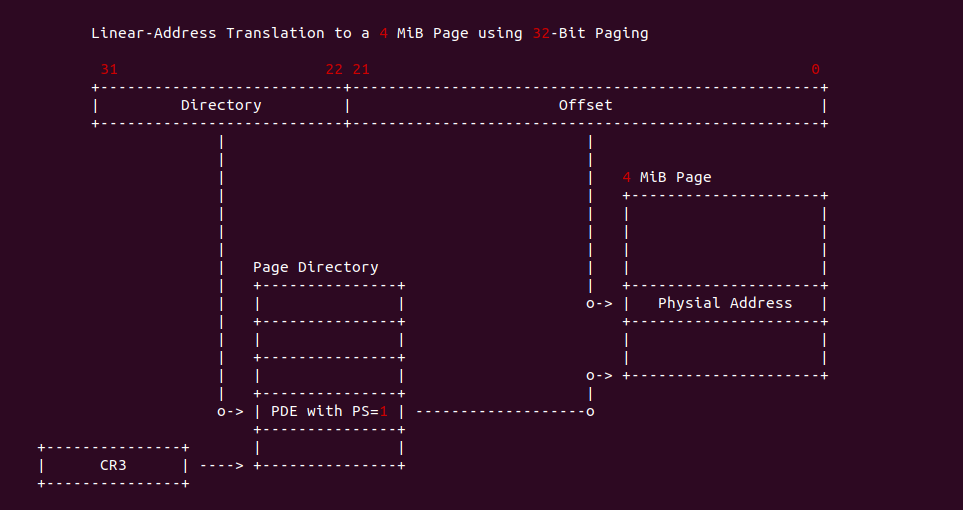 Linear-Address Translation to a 4 MiB Page using 32-Bit Paging
31 22 21 0
Directory Offset
4 MiB Page
Page Directory
Physial Address
PDE with PS=1
CR3